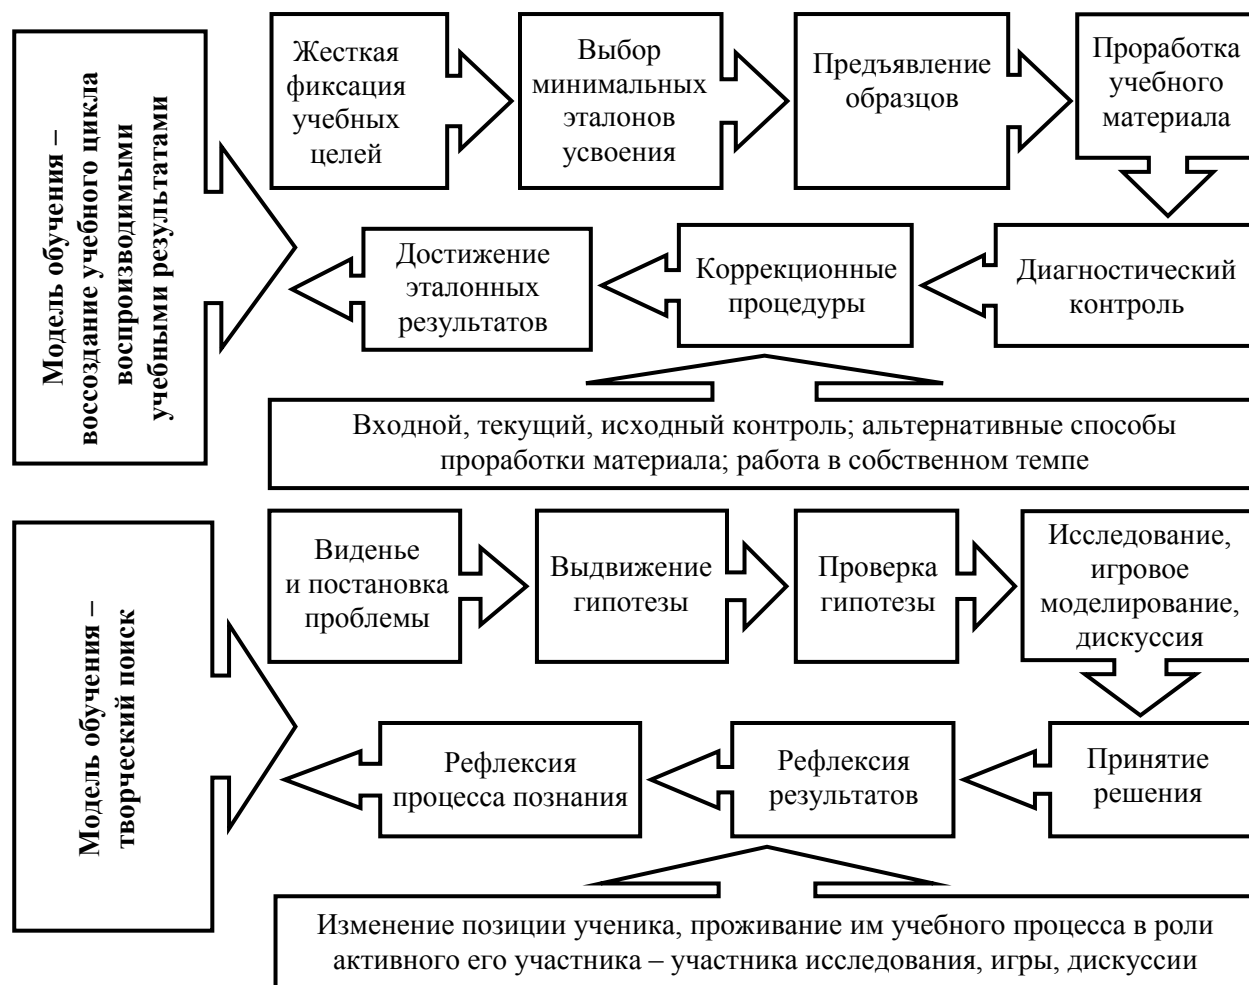 Модель обучения –
воссоздание учебного цикла
воспроизводимыми
учебными результатами
Жесткая
фиксация
учебных
целей
Выбор
минимальных
эталонов
усвоения
Предъявление
образцов
Проработка
учебного
материала
Диагностический
контроль
Коррекционные
процедуры
Достижение
эталонных
результатов
Входной, текущий, исходный контроль; альтернативные способы
проработки материала; работа в собственном темпе
Модель обучения –
творческий поиск
Виденье
и постановка
проблемы
Выдвижение
гипотезы
Проверка
гипотезы
Исследование,
игровое
моделирование,
дискуссия
Принятие
решения
Рефлексия
результатов
Рефлексия
процесса познания
Изменение позиции ученика, проживание им учебного процесса в роли
активного его участника – участника исследования, игры, дискуссии